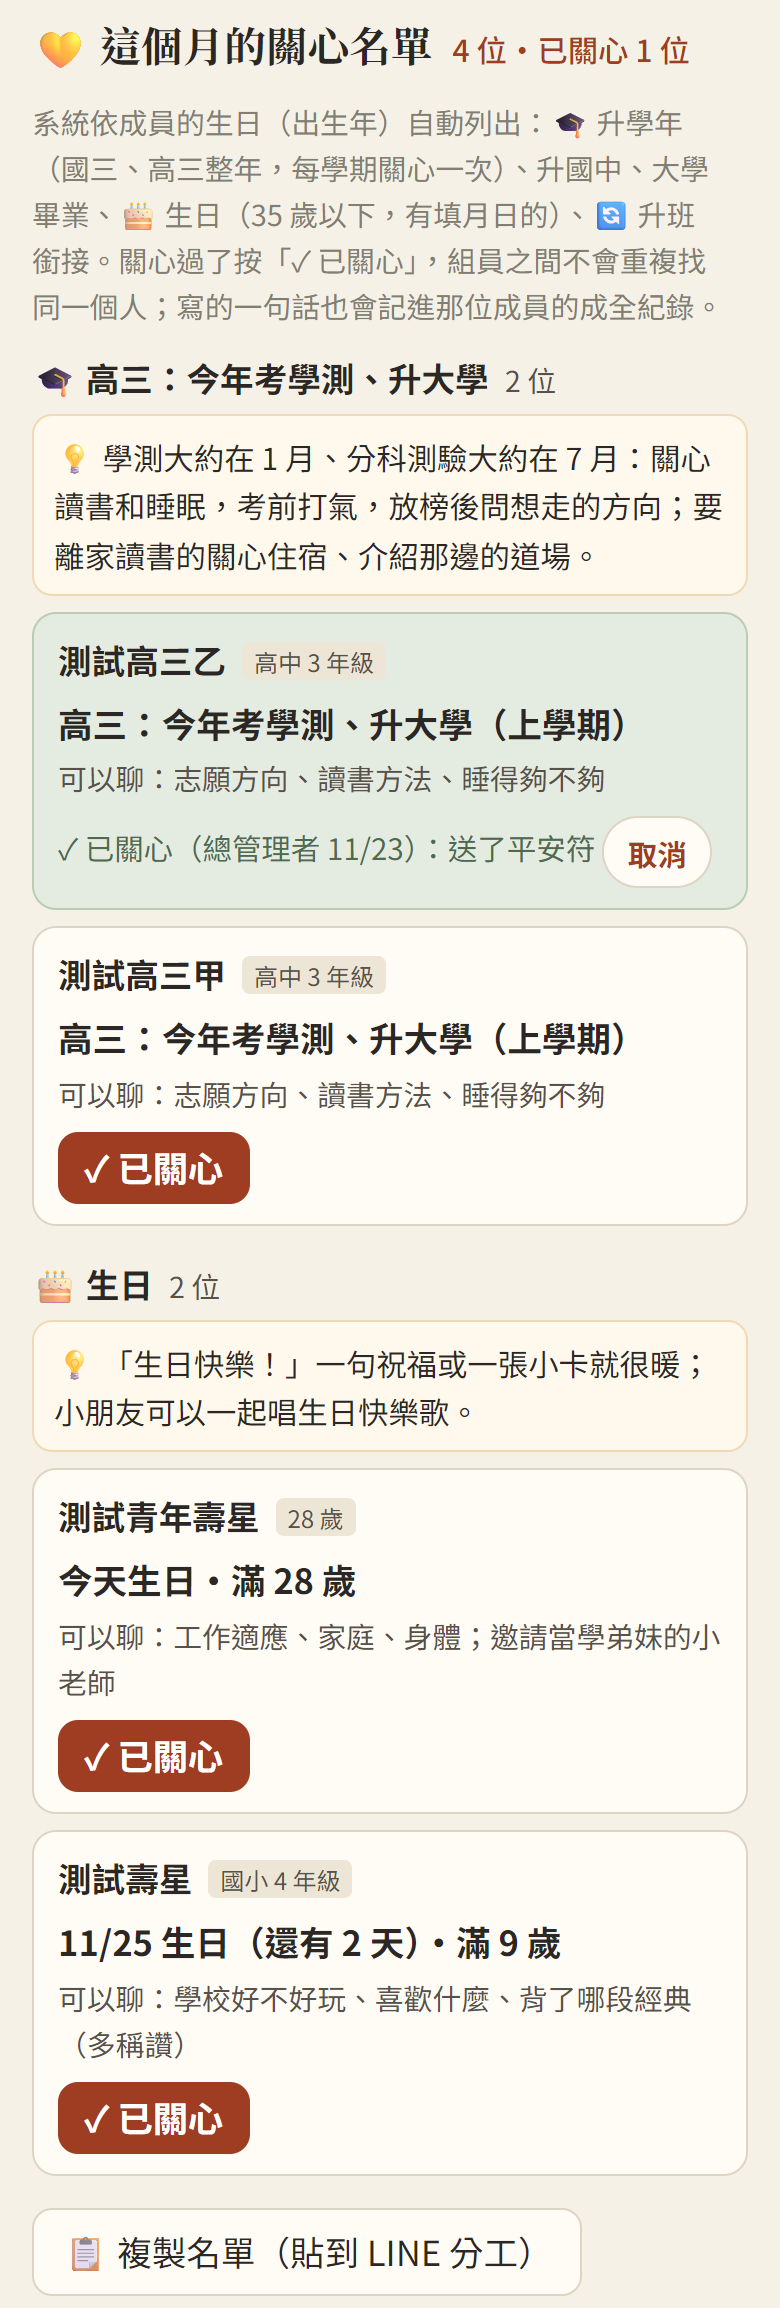 🧡 這個月的關心名單 4 位・已關心 1 位
系統依成員的生日（出生年）自動列出：🎓 升學年
（國三、高三整年，每學期關心一次）、升國中、大學
畢業、🎂 生日（35 歲以下，有填月日的）、🔄 升班
銜接。關心過了按「✓ 已關心」，組員之間不會重複找
同一個人；寫的一句話也會記進那位成員的成全紀錄。
🎓 高三：今年考學測、升大學 2 位
💡 學測大約在 1 月、分科測驗大約在 7 月：關心
讀書和睡眠，考前打氣，放榜後問想走的方向；要
離家讀書的關心住宿、介紹那邊的道場。
測試高三乙 高中 3 年級
高三：今年考學測、升大學（上學期）
可以聊：志願方向、讀書方法、睡得夠不夠
✓ 已關心（總管理者 11/23）：送了平安符 取消
測試高三甲 高中 3 年級
高三：今年考學測、升大學（上學期）
可以聊：志願方向、讀書方法、睡得夠不夠
✓ 已關心
🎂 生日 2 位
💡 「生日快樂！」一句祝福或一張小卡就很暖；
小朋友可以一起唱生日快樂歌。
測試青年壽星 28 歲
今天生日・滿 28 歲
可以聊：工作適應、家庭、身體；邀請當學弟妹的小
老師
✓ 已關心
測試壽星 國小 4 年級
11/25 生日（還有 2 天）・滿 9 歲
可以聊：學校好不好玩、喜歡什麼、背了哪段經典
（多稱讚）
✓ 已關心
📋 複製名單（貼到 LINE 分工）